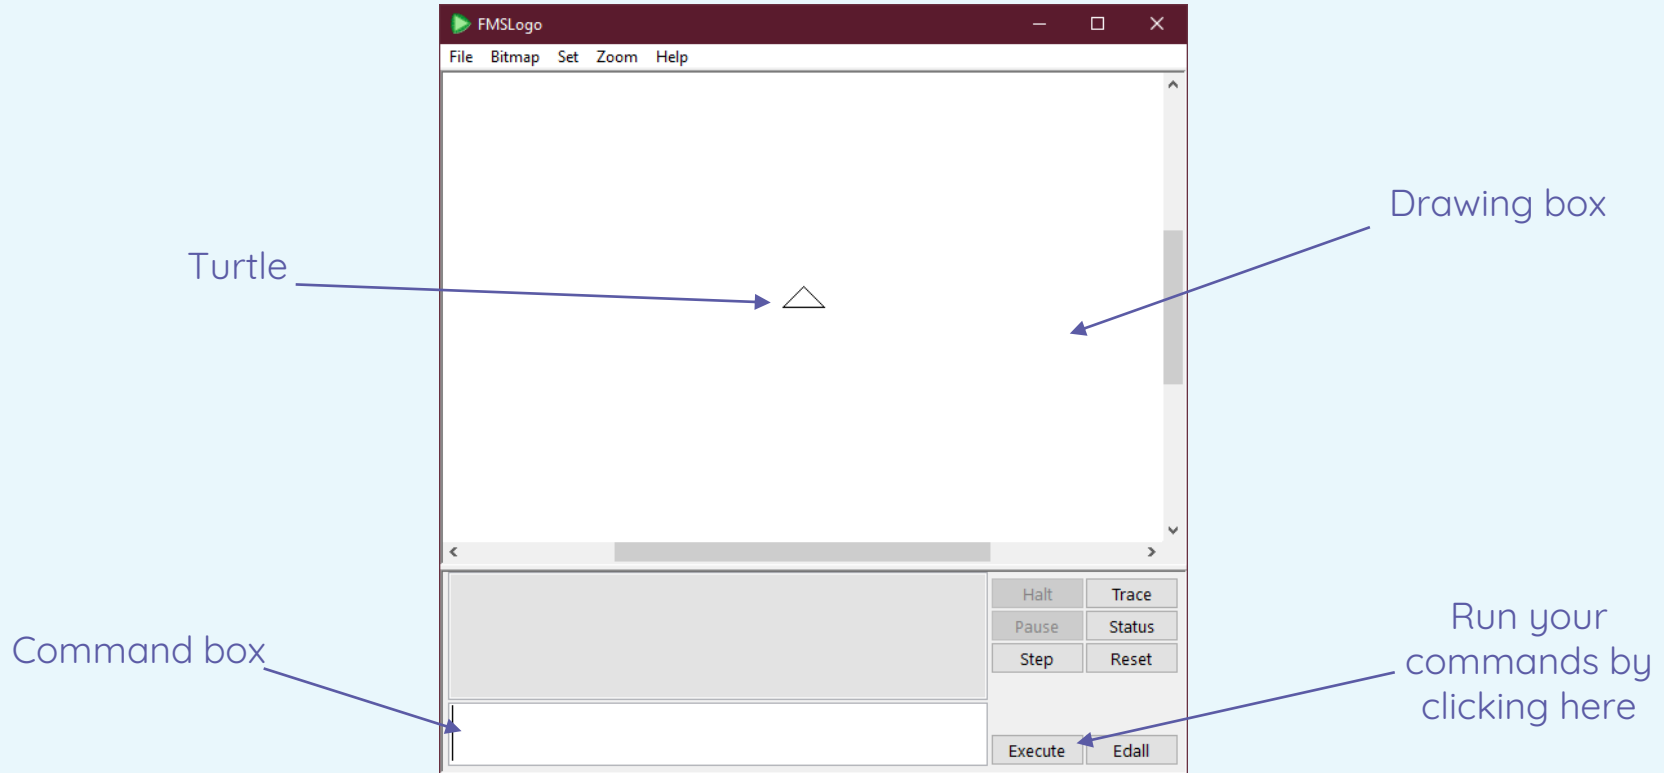 FMSLogo
File Bitmap Set Zoom Help
Drawing box
Turtle
Halt Trace
Pause Status
Step Reset
Command box
Run your
commands by
clicking here
Execute Edall